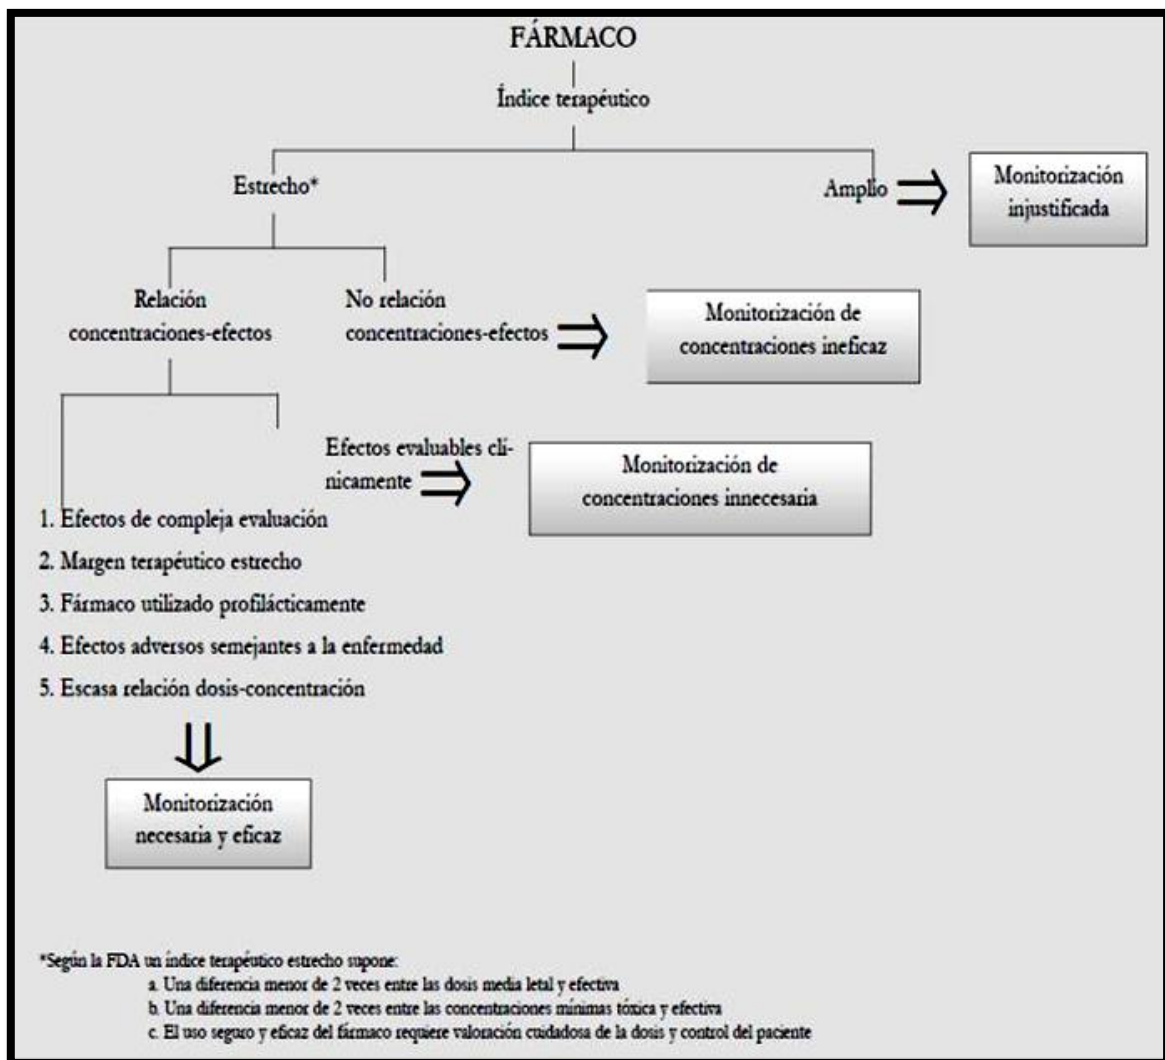 FÁRMACO
Índice terapéutico
Estrecho*
Amplio
Monitorización
injustificada
Relación
concentraciones-efectos
No relación
concentraciones-efectos
Monitorización de
concentraciones ineficaz
Efectos evaluables clí-
nicamente
Monitorización de
concentraciones innecesaria
1. Efectos de compleja evaluación
2. Margen terapéutico estrecho
3. Fármaco utilizado profilácticamente
4. Efectos adversos semejantes a la enfermedad
5. Escasa relación dosis-concentración
Monitorización
necesaria y eficaz
*Según la FDA un índice terapéutico estrecho supone:
a. Una diferencia menor de 2 veces entre las dosis media letal y efectiva
b. Una diferencia menor de 2 veces entre las concentraciones mínimas tóxica y efectiva
c. El uso seguro y eficaz del fármaco requiere valoración cuidadosa de la dosis y control del paciente